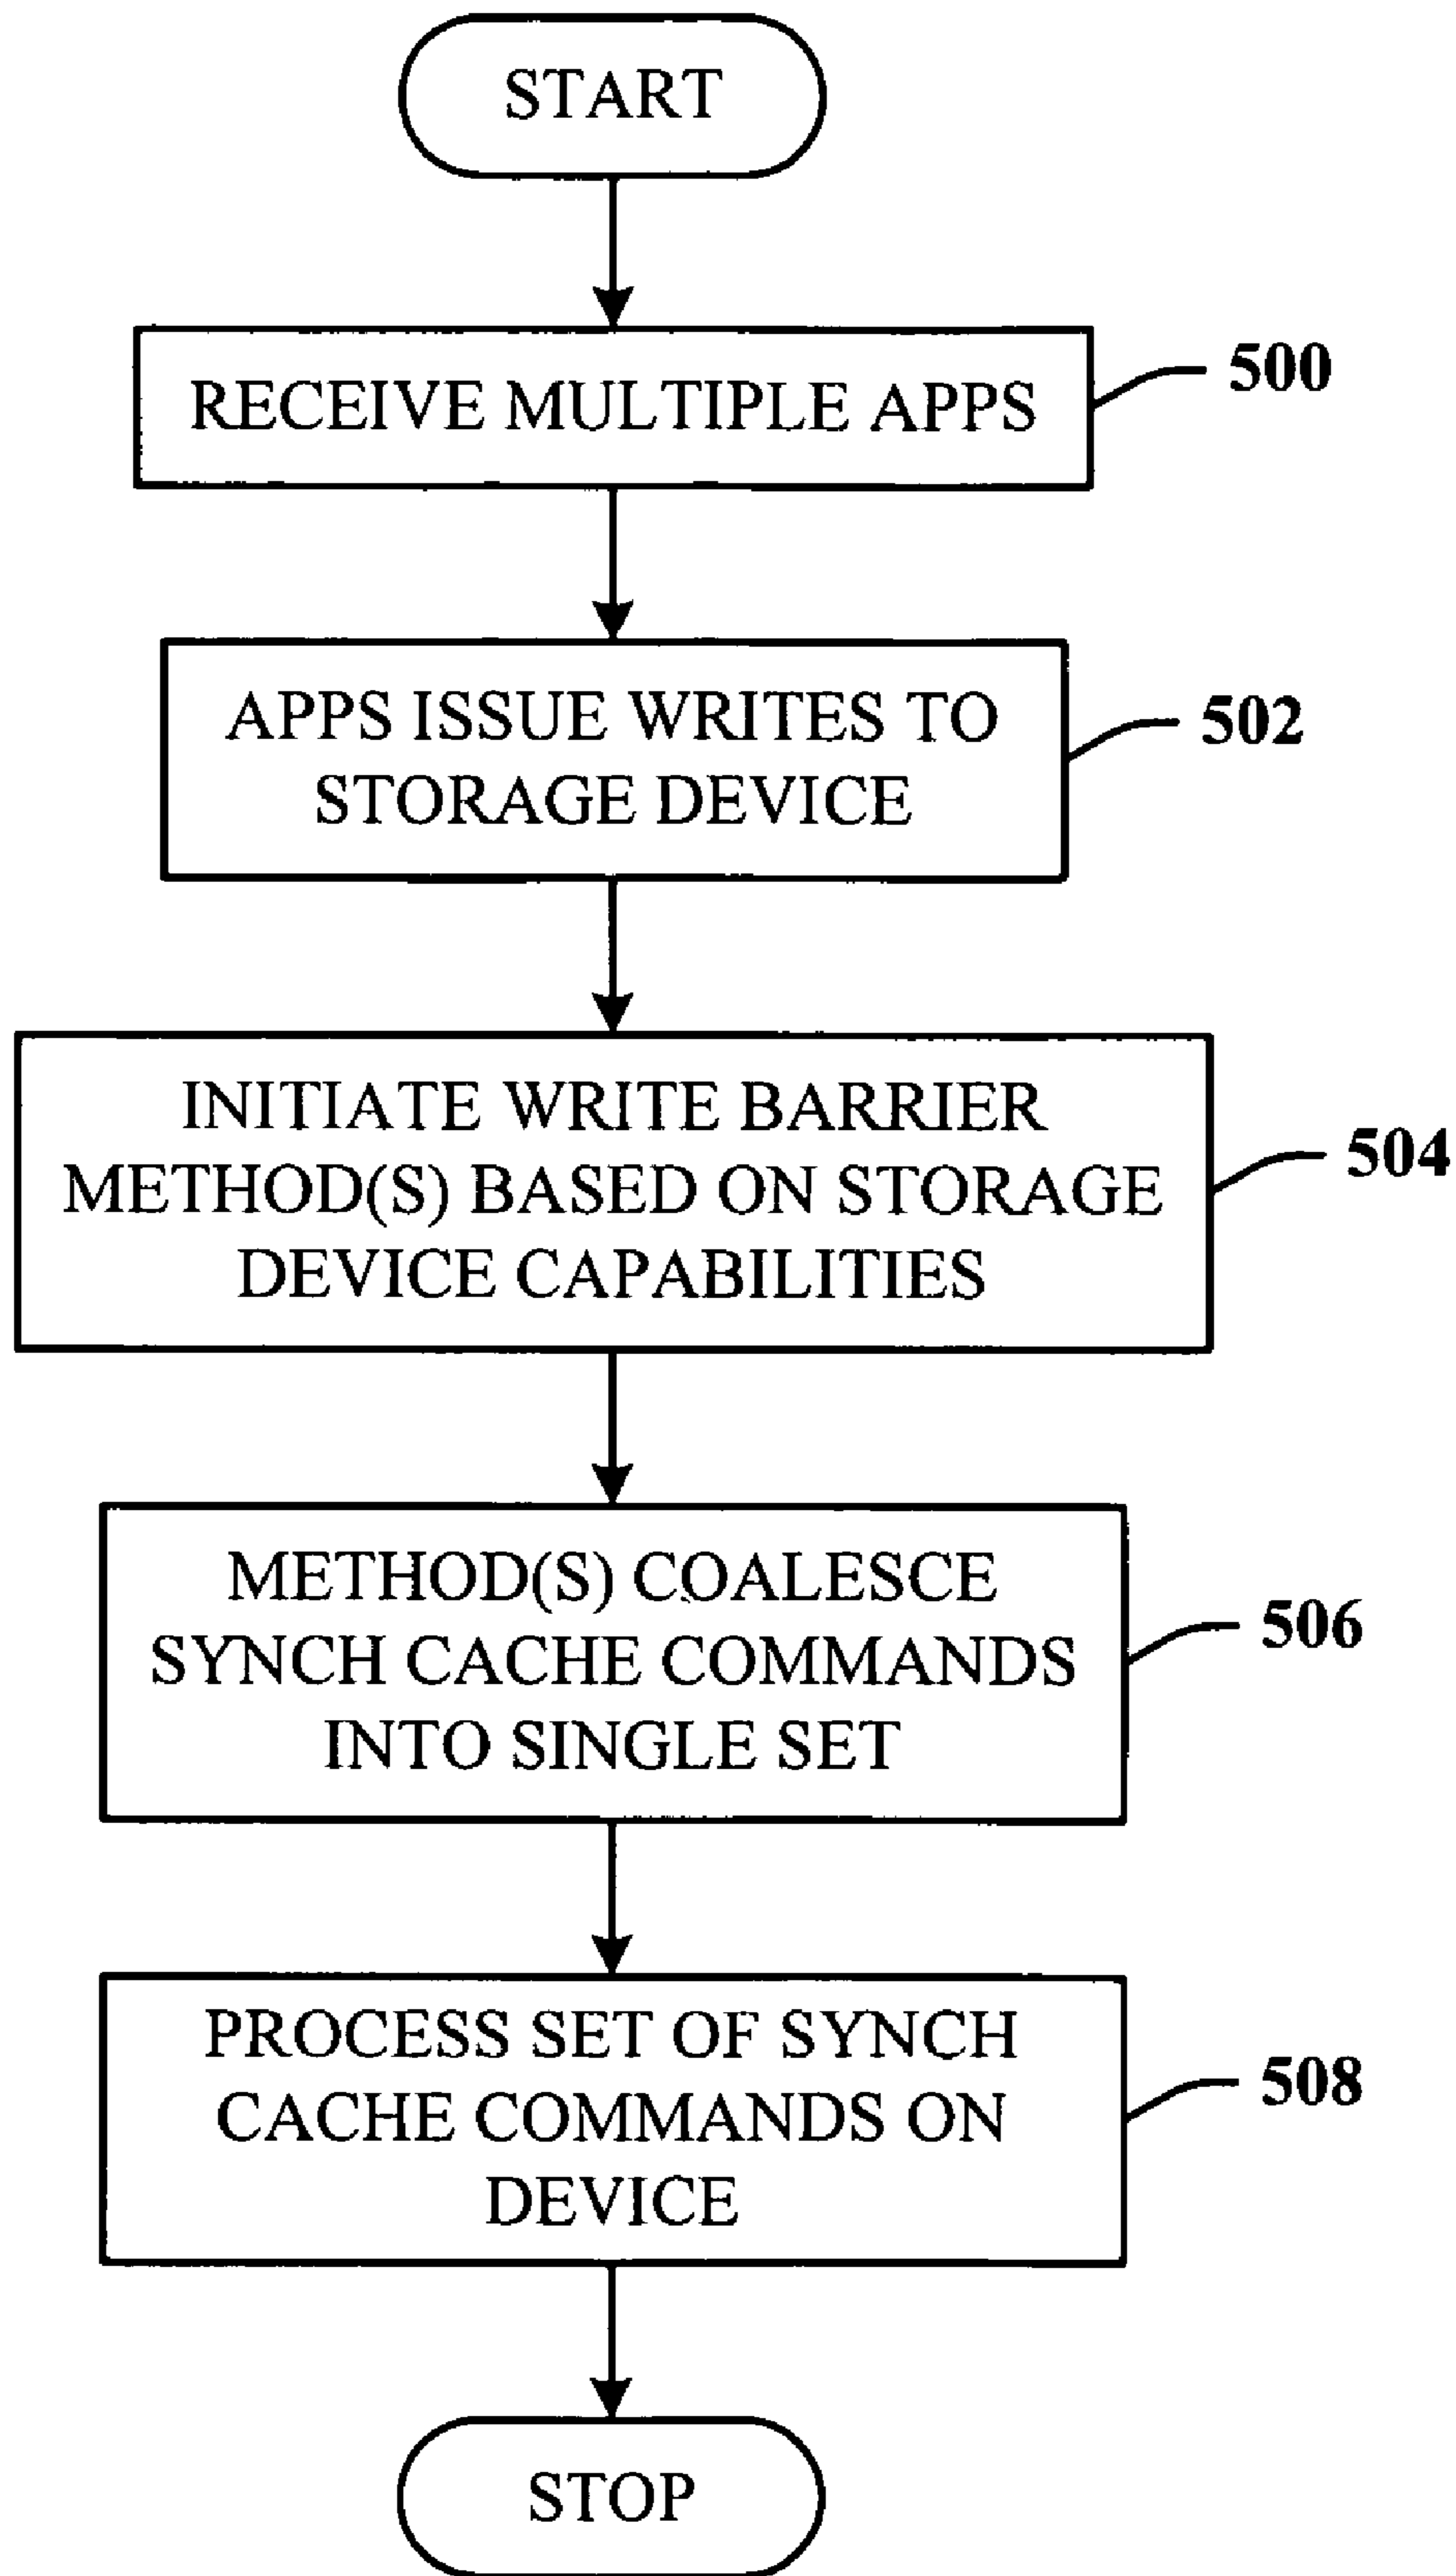 START
RECEIVE MULTIPLE APPS
500
APPS ISSUE WRITES TO
STORAGE DEVICE
502
INITIATE WRITE BARRIER
METHOD(S) BASED ON STORAGE
DEVICE CAPABILITIES
504
METHOD(S) COALESCE
SYNCH CACHE COMMANDS
INTO SINGLE SET
506
PROCESS SET OF SYNCH
CACHE COMMANDS ON
DEVICE
508
STOP